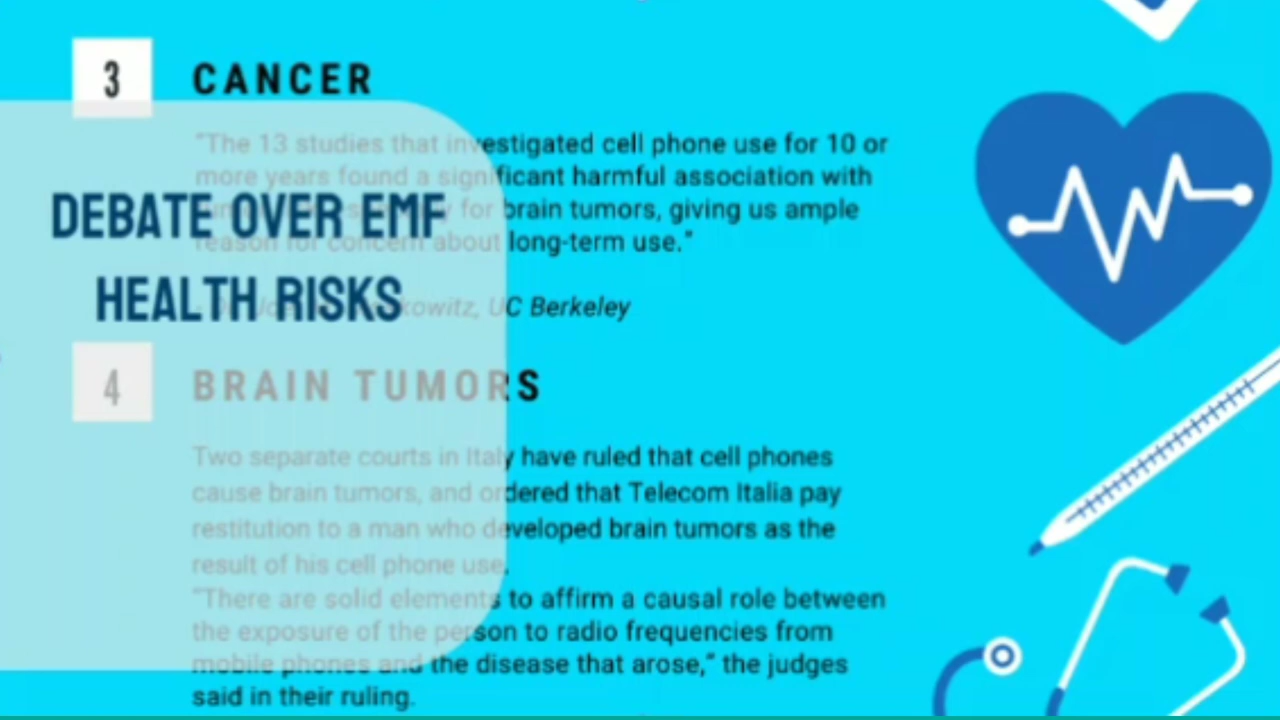 3 CANCER
"The 13 studies that investigated cell phone use for 10 or
more years found a significant harmful association with
for brain tumors, giving us ample
reason for concern about long-term use."
UC Berkeley
DEBATE OVER EMF
HEALTH RISKS
4 BRAIN TUMORS
Two separate courts in Italy have ruled that cell phones
cause brain tumors, and ordered that Telecom Italia pay
restitution to a man who developed brain tumors as the
result of his cell phone use.
"There are solid elements to affirm a causal role between
the exposure of the person to radio frequencies from
mobile phones and the disease that arose," the judges
said in their ruling.